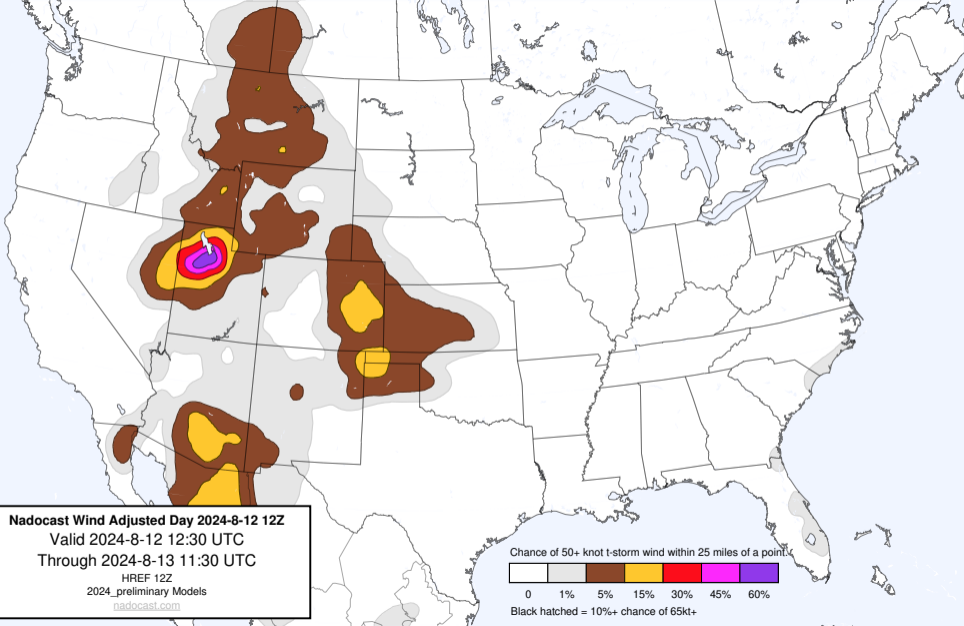 Nadocast Wind Adjusted Day 2024-8-12 12Z
Valid 2024-8-12 12:30 UTC
Through 2024-8-13 11:30 UTC
HREF 12Z
2024_preliminary Models
nadocast.com
Chance of 50+ knot t-storm wind within 25 miles of a point.
0 1% 5% 15% 30% 45% 60%
Black hatched = 10%+ chance of 65kt+